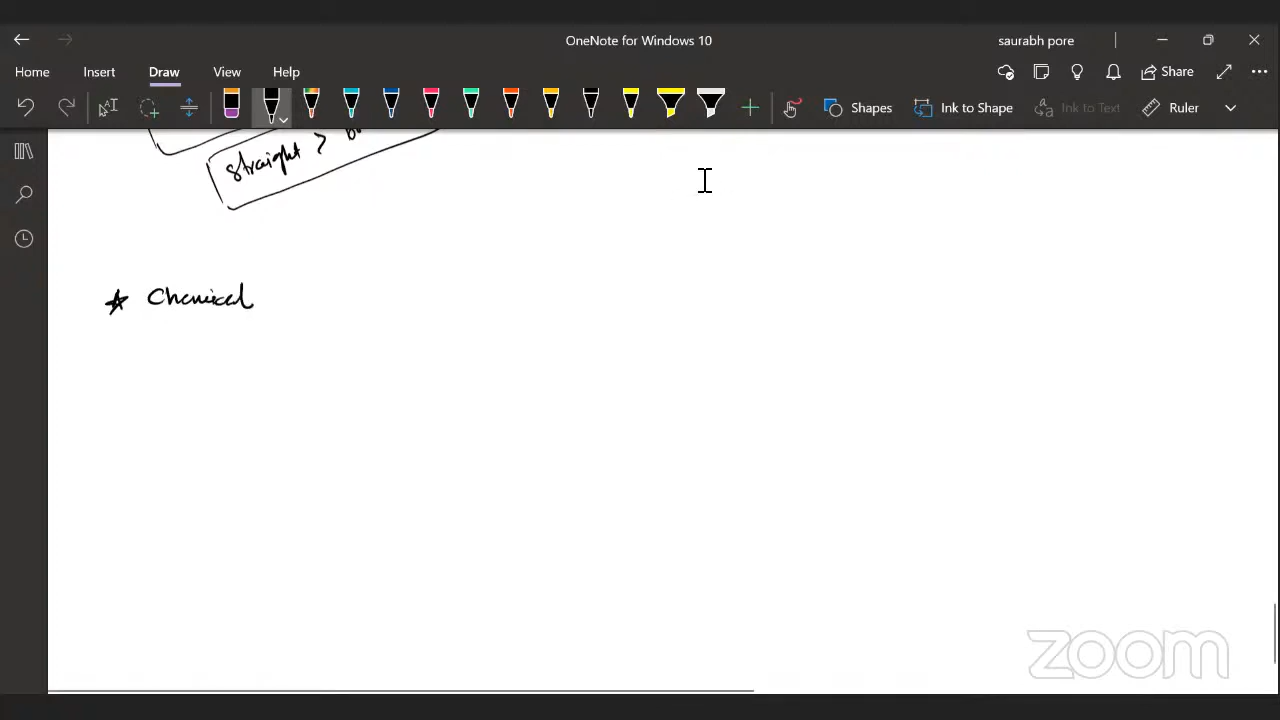 OneNote for Windows 10
saurabh pore
Home Insert Draw View Help
Share
Shapes Ink to Shape Ink to Text Ruler
straight >
★ Chemical
zoom